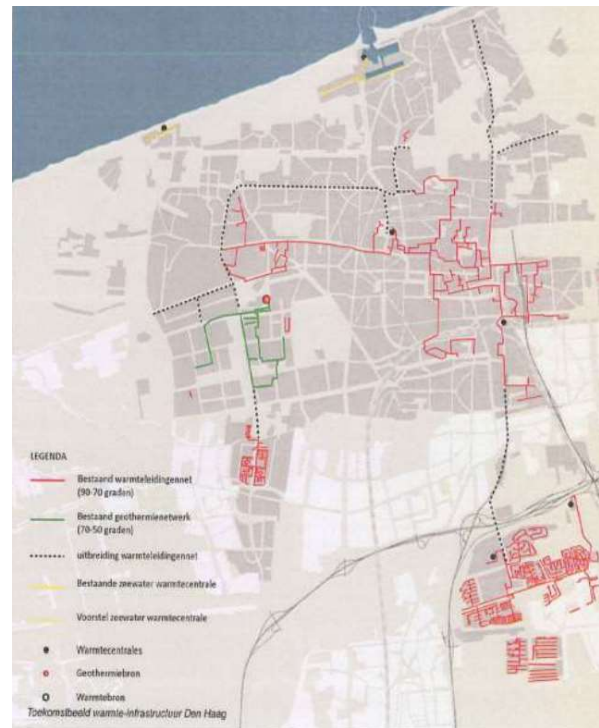 LEGENDA
Bestaand warmteleidingennet
(90-70 graden)
Bestaand geothermienetwerk
(70-50 graden)
uitbreiding warmteleidingennet
Bestaande zeewater warmtecentrale
Voorstel zeewater warmtecentrale
Warmtecentrales
Geothermiebron
Warmtebron
Toekomstbeeld warmte-infrastructuur Den Haag